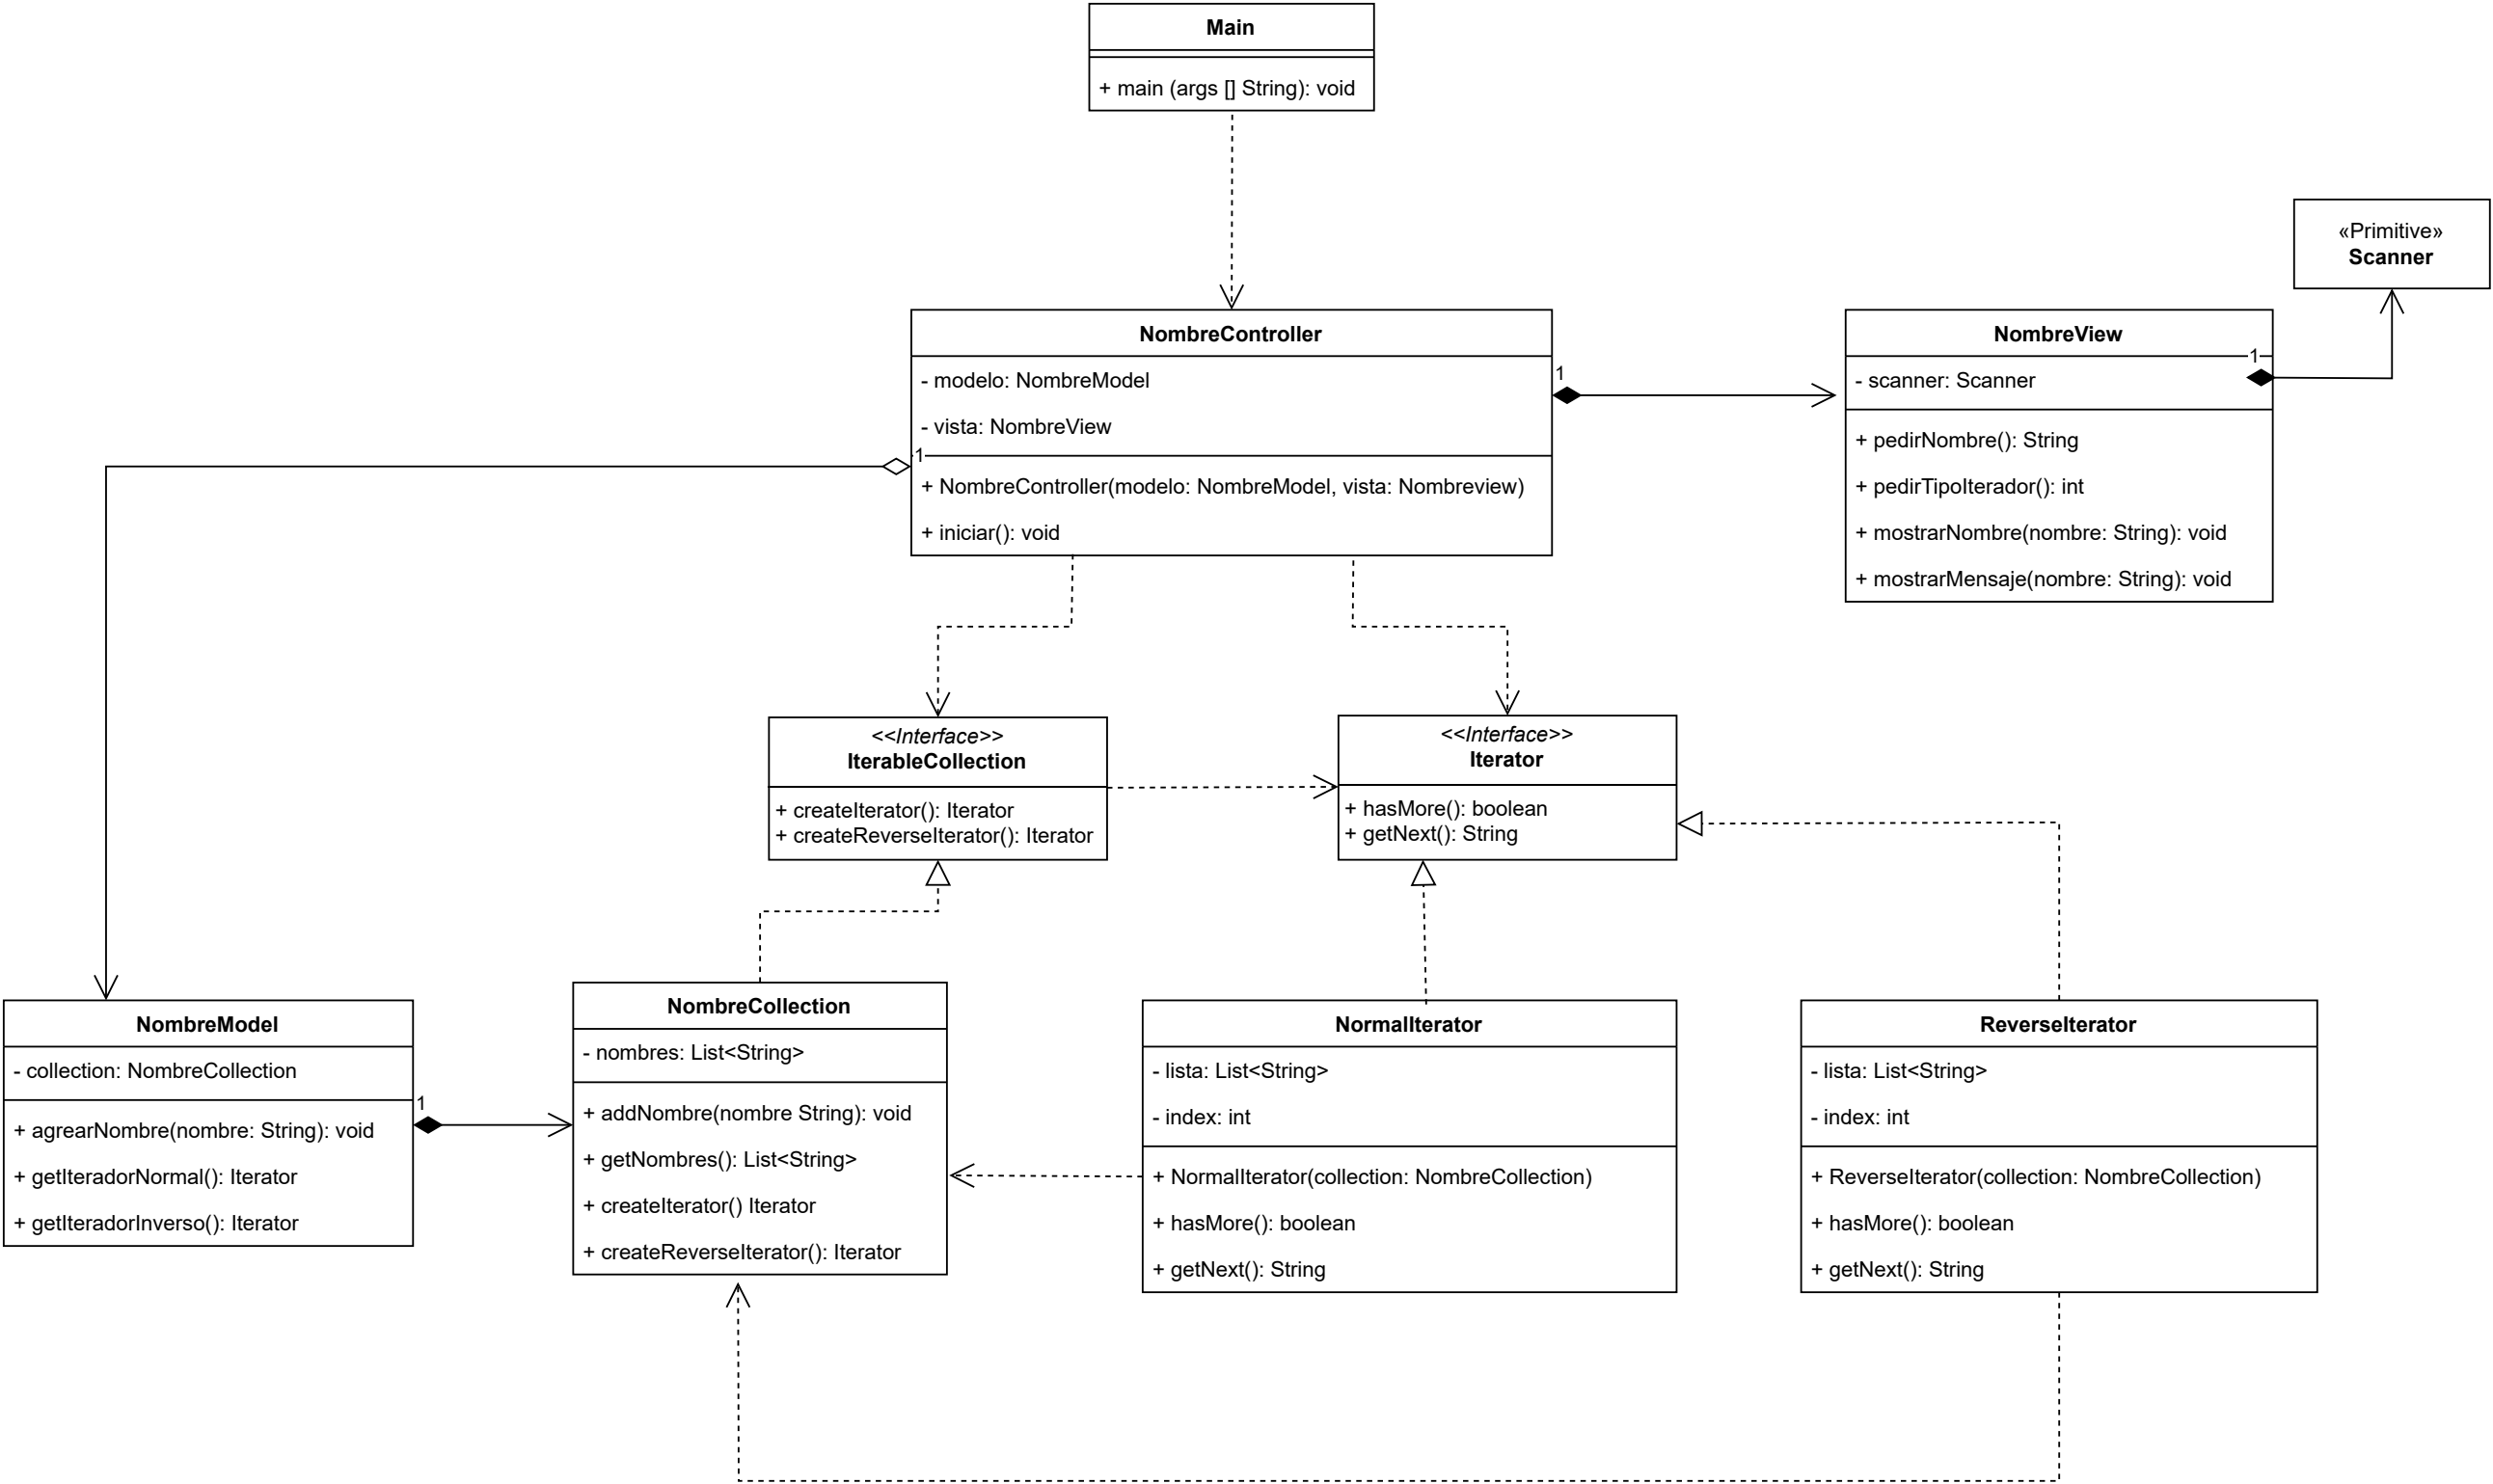 Main
+ main (args [] String): void
«Primitive»
Scanner
NombreController
- modelo: NombreModel
- vista: NombreView
+ NombreController(modelo: NombreModel, vista: Nombreview)
+ iniciar(): void
1
1
NombreView
- scanner: Scanner
1
+ pedirNombre(): String
+ pedirTipoIterador(): int
+ mostrarNombre(nombre: String): void
+ mostrarMensaje(nombre: String): void
<<Interface>>
IterableCollection
+ createIterator(): Iterator
+ createReverseIterator(): Iterator
<<Interface>>
Iterator
+ hasMore(): boolean
+ getNext(): String
NombreModel
- collection: NombreCollection
+ agrearNombre(nombre: String): void
+ getIteradorNormal(): Iterator
+ getIteradorInverso(): Iterator
1
NombreCollection
- nombres: List<String>
+ addNombre(nombre String): void
+ getNombres(): List<String>
+ createIterator() Iterator
+ createReverseIterator(): Iterator
NormalIterator
- lista: List<String>
- index: int
+ NormalIterator(collection: NombreCollection)
+ hasMore(): boolean
+ getNext(): String
ReverseIterator
- lista: List<String>
- index: int
+ ReverseIterator(collection: NombreCollection)
+ hasMore(): boolean
+ getNext(): String